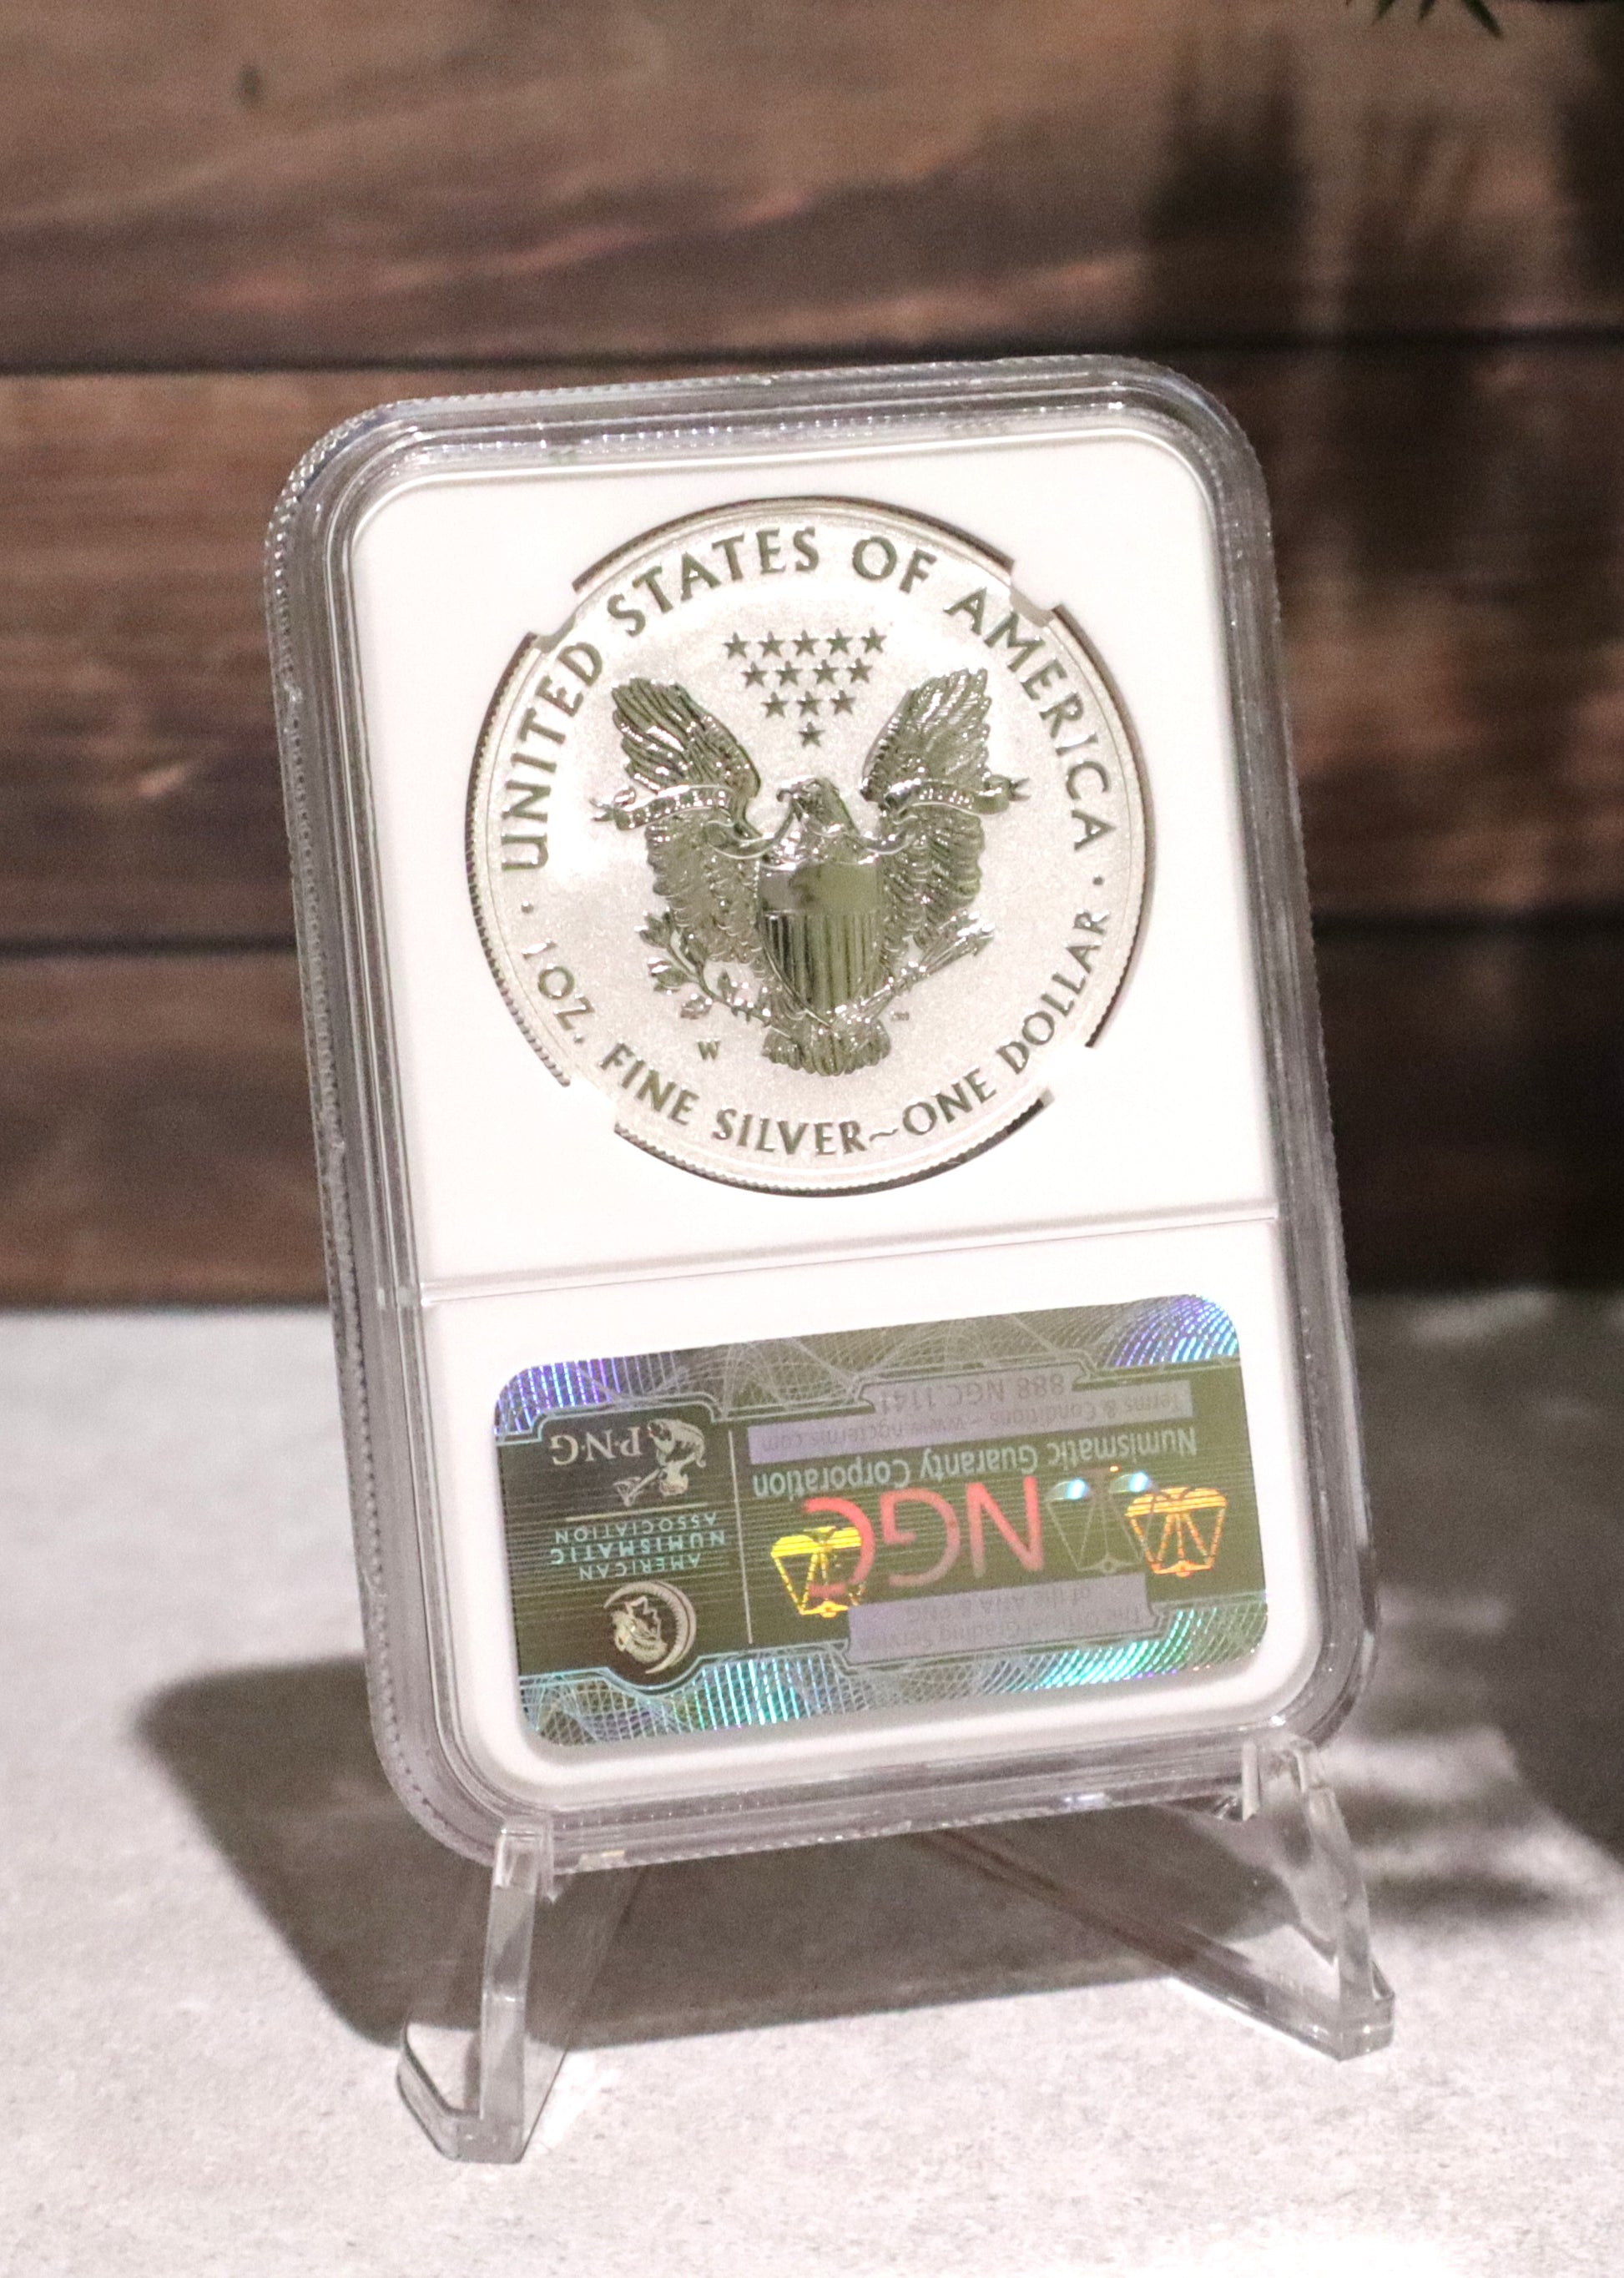 UNITED STATES OF AMERICA
1 OZ. FINE SILVER~ONE DOLLAR
W
The Official Grading Service
of the ANA & PNG
NGC
Numismatic Guaranty Corporation
Terms & Conditions www.ngcterms.com
888 NGC 1141
AMERICAN
NUMISMATIC
ASSOCIATION
PNG